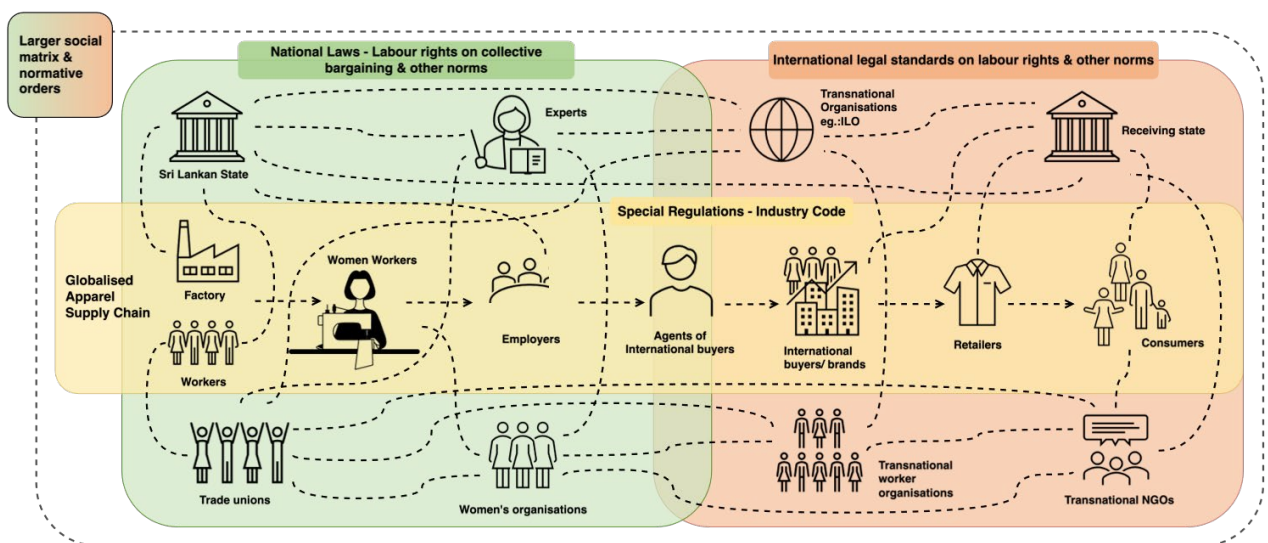 Larger social
matrix &
normative
orders
National Laws - Labour rights on collective
bargaining & other norms
International legal standards on labour rights & other norms
Sri Lankan State
Experts
Transnational
Organisations
eg.:ILO
Receiving state
Special Regulations - Industry Code
Globalised
Apparel
Supply Chain
Factory
Workers
Women Workers
Employers
Agents of
International buyers
International
buyers/ brands
Retailers
Consumers
Trade unions
Women's organisations
Transnational
worker
organisations
Transnational NGOs